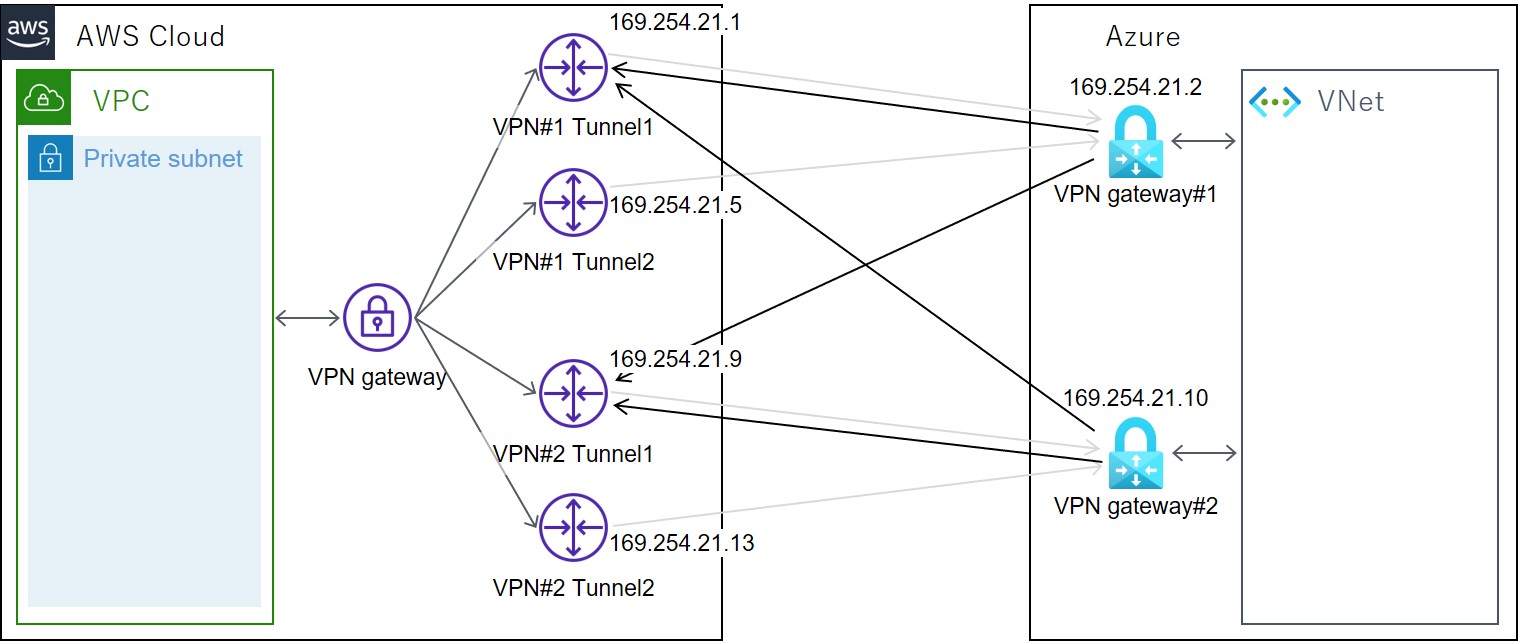 aws
AWS Cloud
VPC
Private subnet
VPN gateway
169.254.21.1
VPN#1 Tunnel1
169.254.21.5
VPN#1 Tunnel2
169.254.21.9
VPN#2 Tunnel1
169.254.21.13
VPN#2 Tunnel2
Azure
169.254.21.2
VPN gateway#1
169.254.21.10
VPN gateway#2
VNet